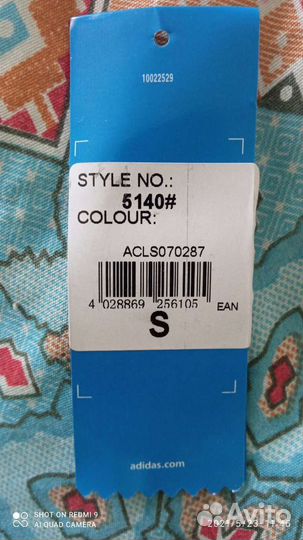 10022529
STYLE NO.:
5140#
COLOUR:
ACLS070287
4 028869 256105 EAN
S
adidas.com
SHOT ON REDMI 9
AI QUAD CAMERA
Avito